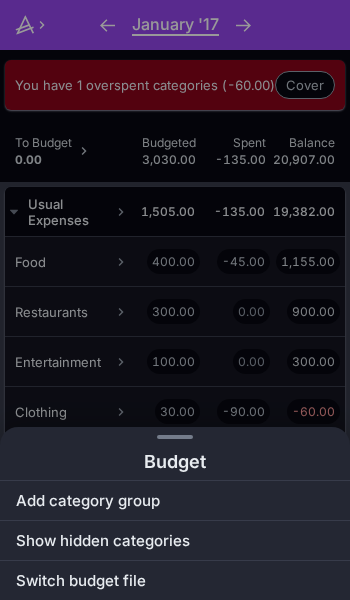 January '17
You have 1 overspent categories (-60.00) Cover
To Budget Budgeted Spent Balance
0.00 3,030.00 -135.00 20,907.00
Usual Expenses 1,505.00 -135.00 19,382.00
Food 400.00 -45.00 1,155.00
Restaurants 300.00 0.00 900.00
Entertainment 100.00 0.00 300.00
Clothing 30.00 -90.00 -60.00
Budget
Add category group
Show hidden categories
Switch budget file